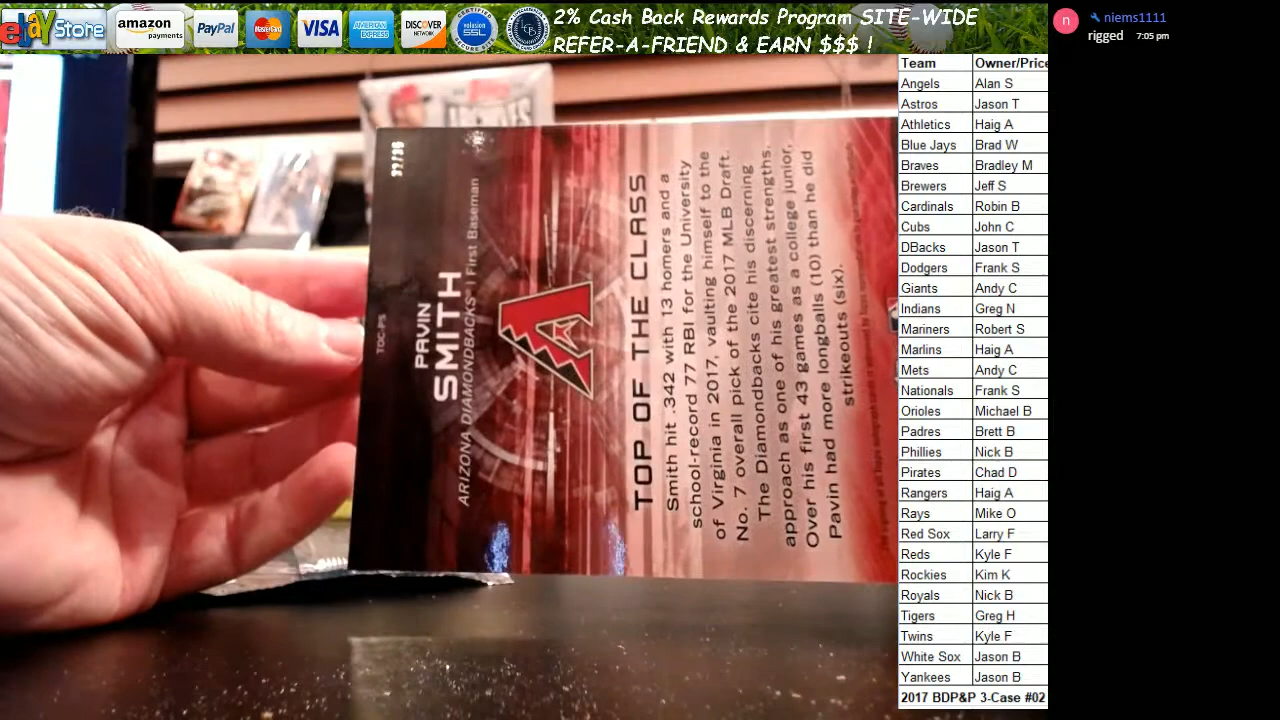 ebay Store
amazon payments
PayPal
MasterCard
VISA
AMERICAN EXPRESS
DISCOVER NETWORK
2% Cash Back Rewards Program SITE-WIDE
REFER-A-FRIEND & EARN $$$ !
n niems1111
rigged 7:05 pm
TOC-PS
PAVIN
SMITH
ARIZONA DIAMONDBACKS | First Baseman
TOP OF THE CLASS
Smith hit .342 with 13 homers and a
school-record 77 RBI for the University
of Virginia in 2017, vaulting himself to the
No. 7 overall pick of the 2017 MLB Draft.
The Diamondbacks cite his discerning
approach as one of his greatest strengths.
Over his first 43 games as a college junior,
Pavin had more longballs (10) than he did
strikeouts (six).
Team Owner/Price
Angels Alan S
Astros Jason T
Athletics Haig A
Blue Jays Brad W
Braves Bradley M
Brewers Jeff S
Cardinals Robin B
Cubs John C
DBacks Jason T
Dodgers Frank S
Giants Andy C
Indians Greg N
Mariners Robert S
Marlins Haig A
Mets Andy C
Nationals Frank S
Orioles Michael B
Padres Brett B
Phillies Nick B
Pirates Chad D
Rangers Haig A
Rays Mike O
Red Sox Larry F
Reds Kyle F
Rockies Kim K
Royals Nick B
Tigers Greg H
Twins Kyle F
White Sox Jason B
Yankees Jason B
2017 BDP&P 3-Case #02